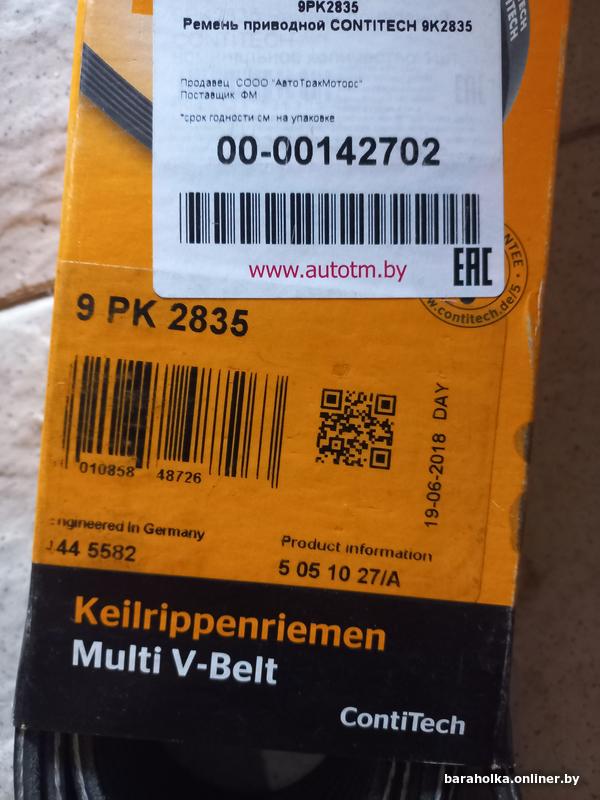 9PK2835
Ремень приводной CONTITECH 9K2835
Продавец СООО "АвтоТракМоторс"
Поставщик ФМ
*срок годности см. на упаковке
00-00142702
www.autotm.by
EAC
www.contitech.de/5
9 PK 2835
010858 48726
19-06-2018 DAY
Engineered in Germany
44 5582
Product information
5 05 10 27/A
Keilrippenriemen
Multi V-Belt
ContiTech
baraholka.onliner.by